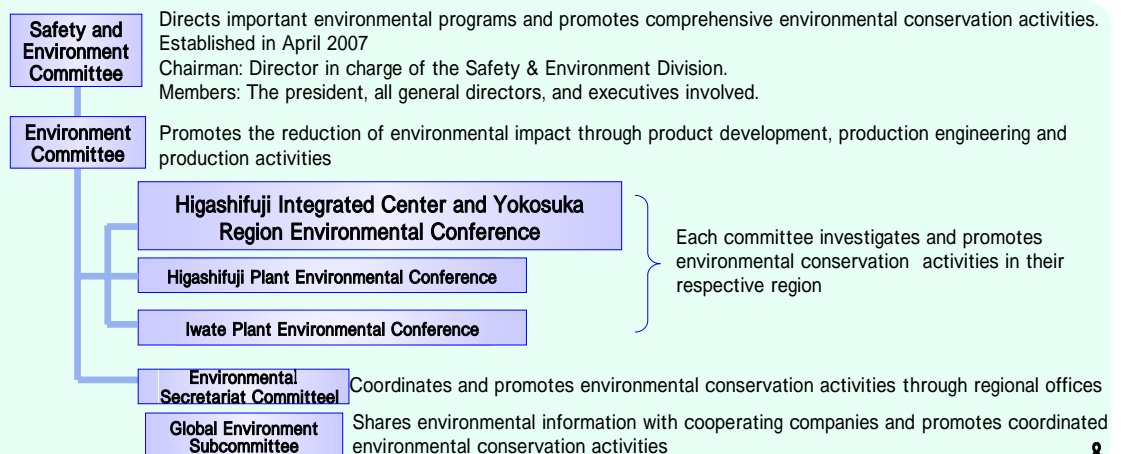 Safety and
Environment
Committee
Directs important environmental programs and promotes comprehensive environmental conservation activities.
Established in April 2007
Chairman: Director in charge of the Safety & Environment Division.
Members: The president, all general directors, and executives involved.
Environment
Committee
Promotes the reduction of environmental impact through product development, production engineering and
production activities
Higashifuji Integrated Center and Yokosuka
Region Environmental Conference
Higashifuji Plant Environmental Conference
Iwate Plant Environmental Conference
Each committee investigates and promotes
environmental conservation activities in their
respective region
Environmental
Secretariat Committeel
Coordinates and promotes environmental conservation activities through regional offices
Global Environment
Subcommittee
Shares environmental information with cooperating companies and promotes coordinated
environmental conservation activities
8